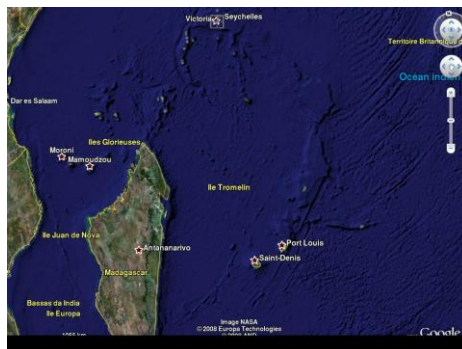 Victoria Seychelles
Territoire Britannique d
Océan indien
Dar es Salaam
Iles Glorieuses
Moroni
Mamoudzou
Ile Tromelin
Ile Juan de Nova
Antananarivo
Port Louis
Saint-Denis
Madagascar
Bassas da India
Ile Europa
Image NASA
©2008 Europa Technologies
Google